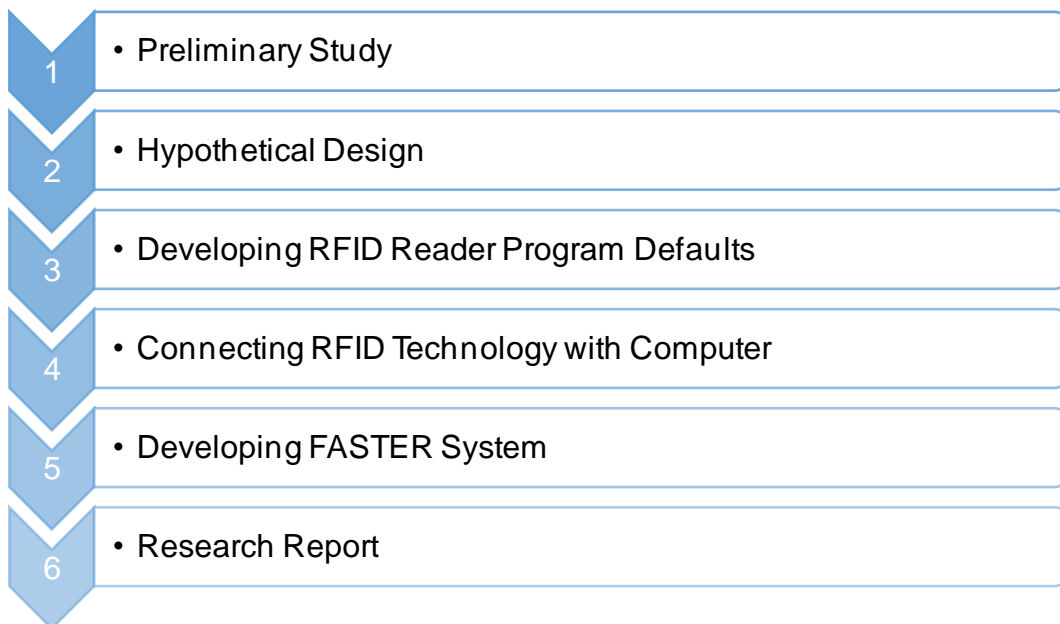 1
• Preliminary Study
2
• Hypothetical Design
3
• Developing RFID Reader Program Defaults
4
• Connecting RFID Technology with Computer
5
• Developing FASTER System
6
• Research Report